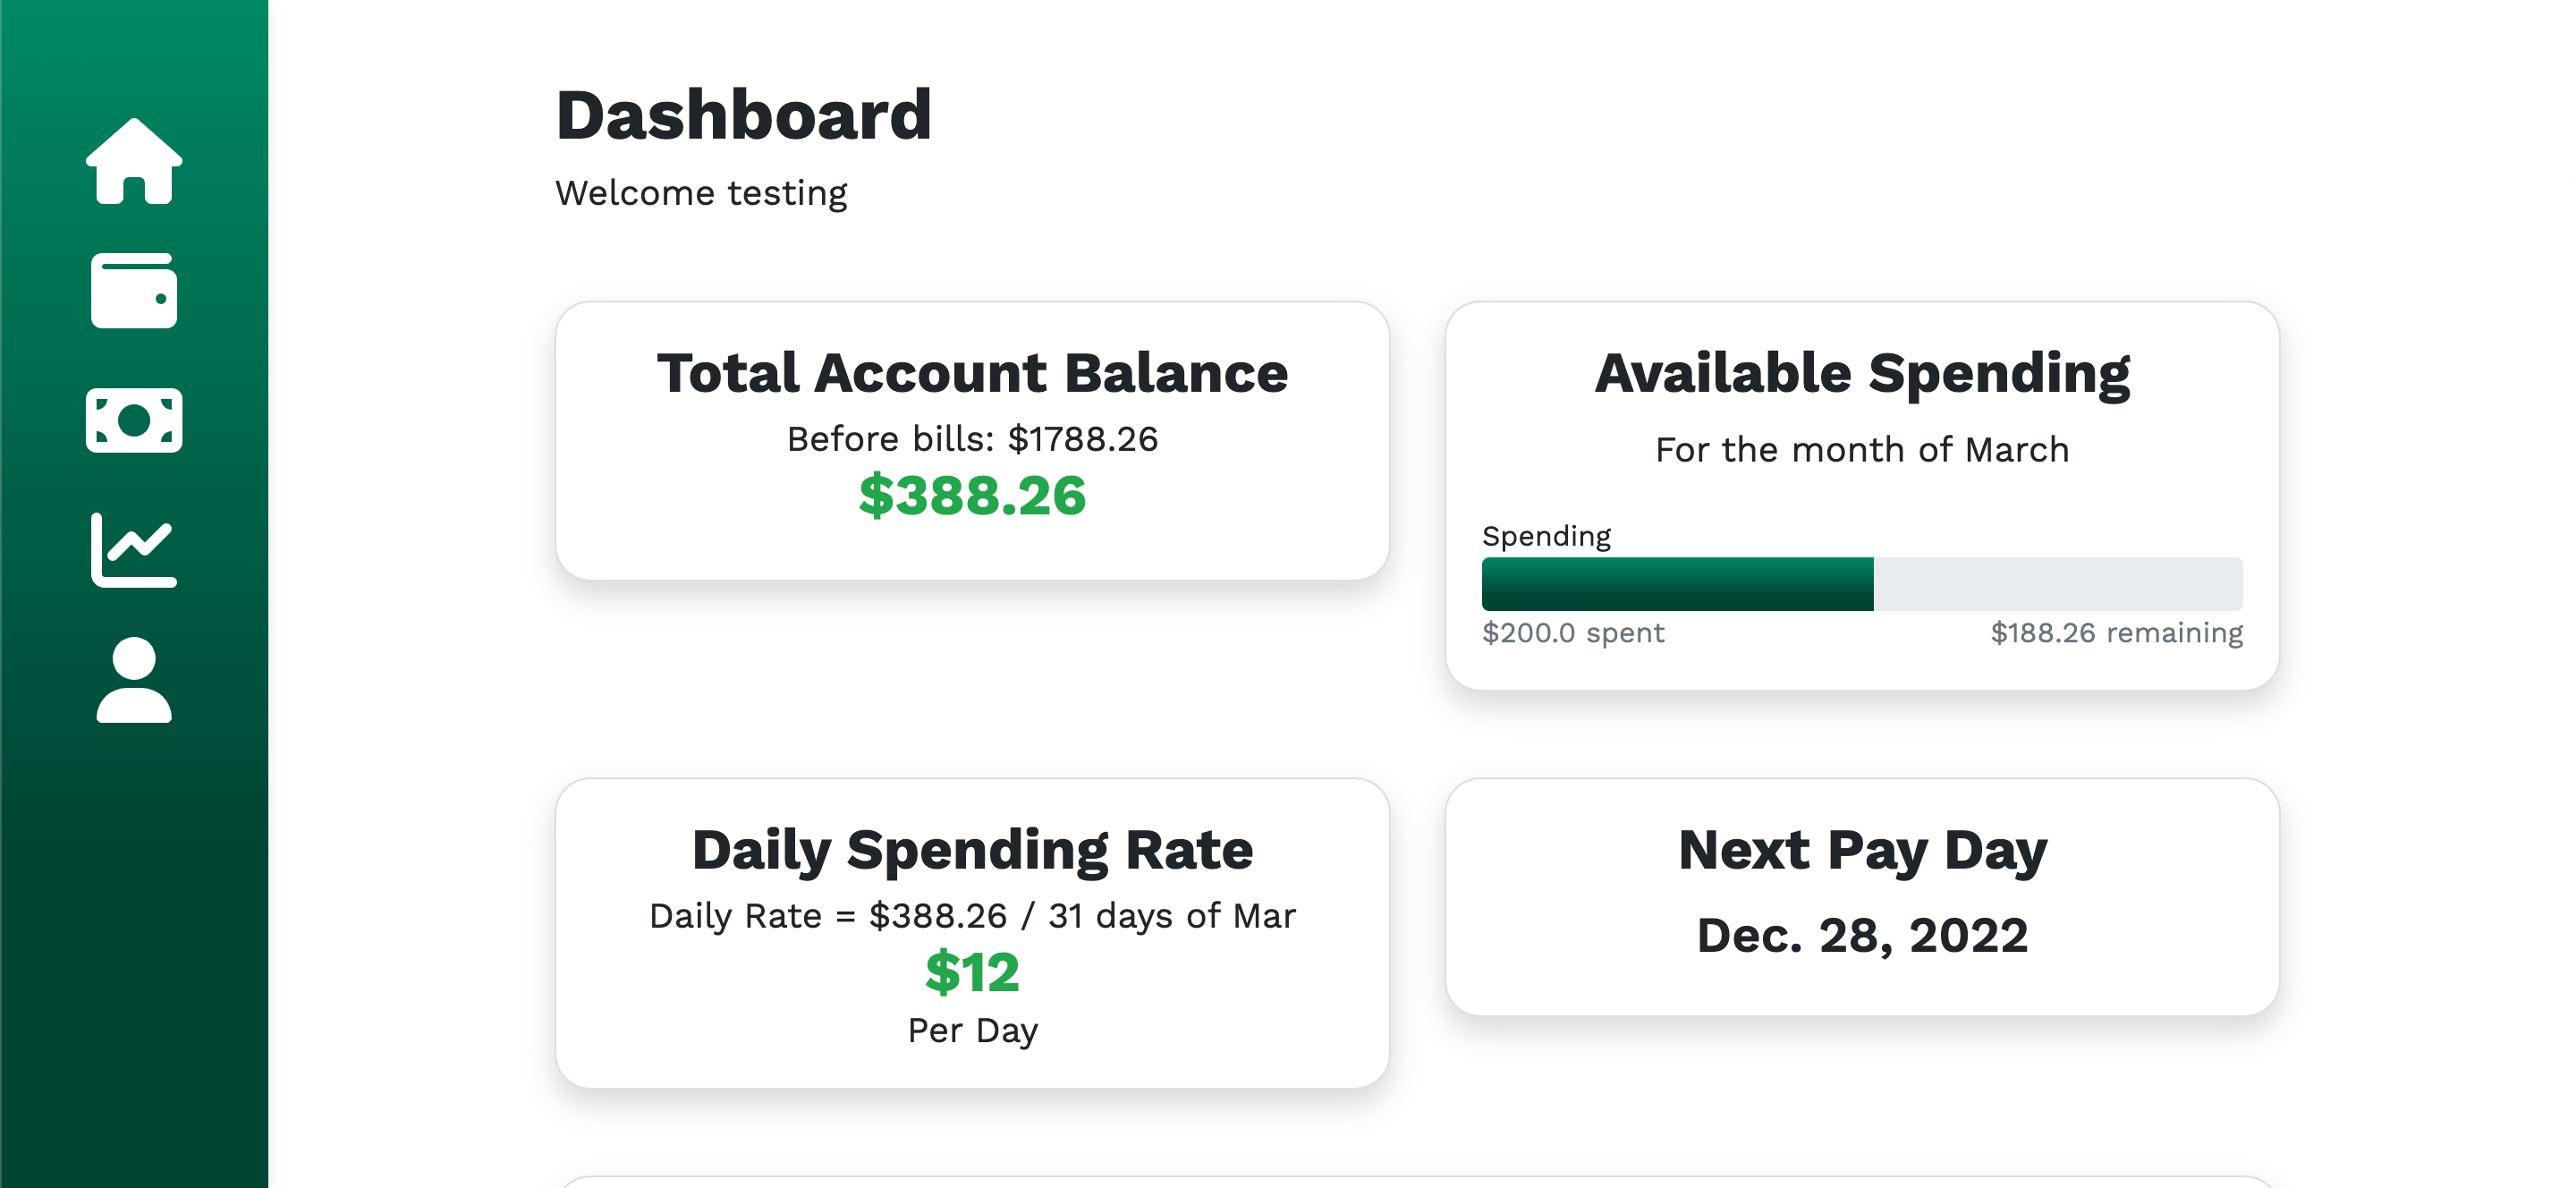 Dashboard
Welcome testing
Total Account Balance
Before bills: $1788.26
$388.26
Available Spending
For the month of March
Spending
$200.0 spent
$188.26 remaining
Daily Spending Rate
Daily Rate = $388.26 / 31 days of Mar
$12
Per Day
Next Pay Day
Dec. 28, 2022